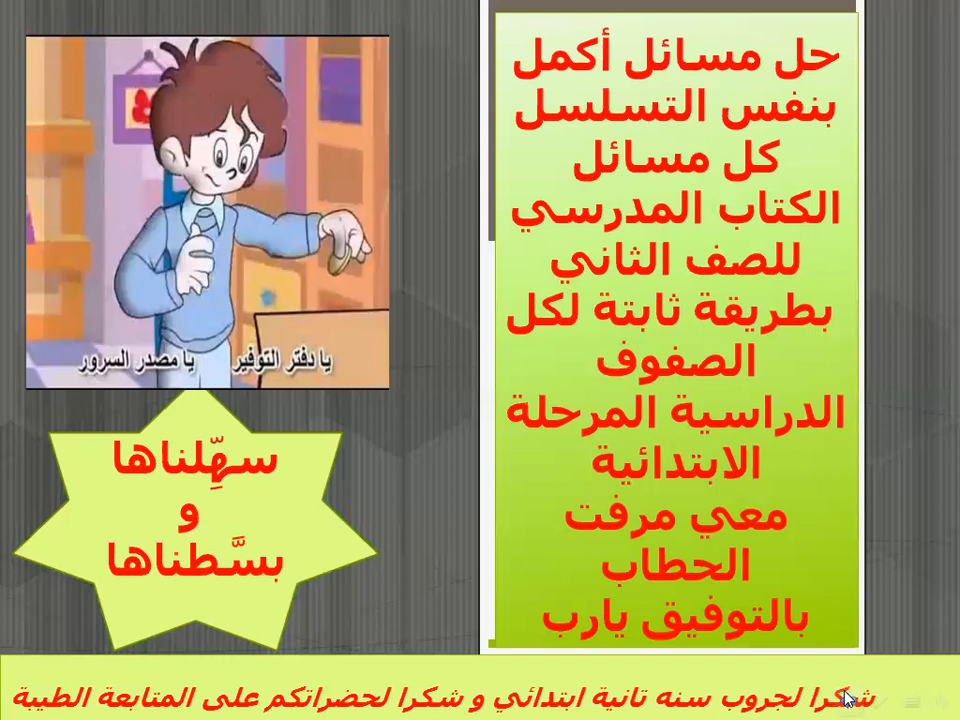 حل مسائل أكمل
بنفس التسلسل
كل مسائل
الكتاب المدرسي
للصف الثاني
بطريقة ثابتة لكل
الصفوف
الدراسية المرحلة
الابتدائية
معي مرفت
الحطاب
بالتوفيق يارب
يا دفتر التوفير يا مصدر السرور
سهِّلناها
و
بسَّطناها
شكرا لجروب سنه تانية ابتدائي و شكرا لحضراتكم على المتابعة الطيبة